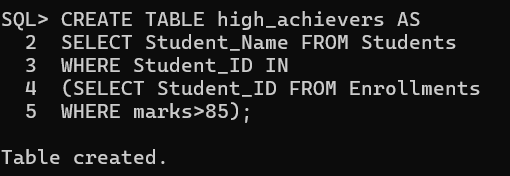 SQL> CREATE TABLE high_achievers AS
2 SELECT Student_Name FROM Students
3 WHERE Student_ID IN
4 (SELECT Student_ID FROM Enrollments
5 WHERE marks>85);
Table created.